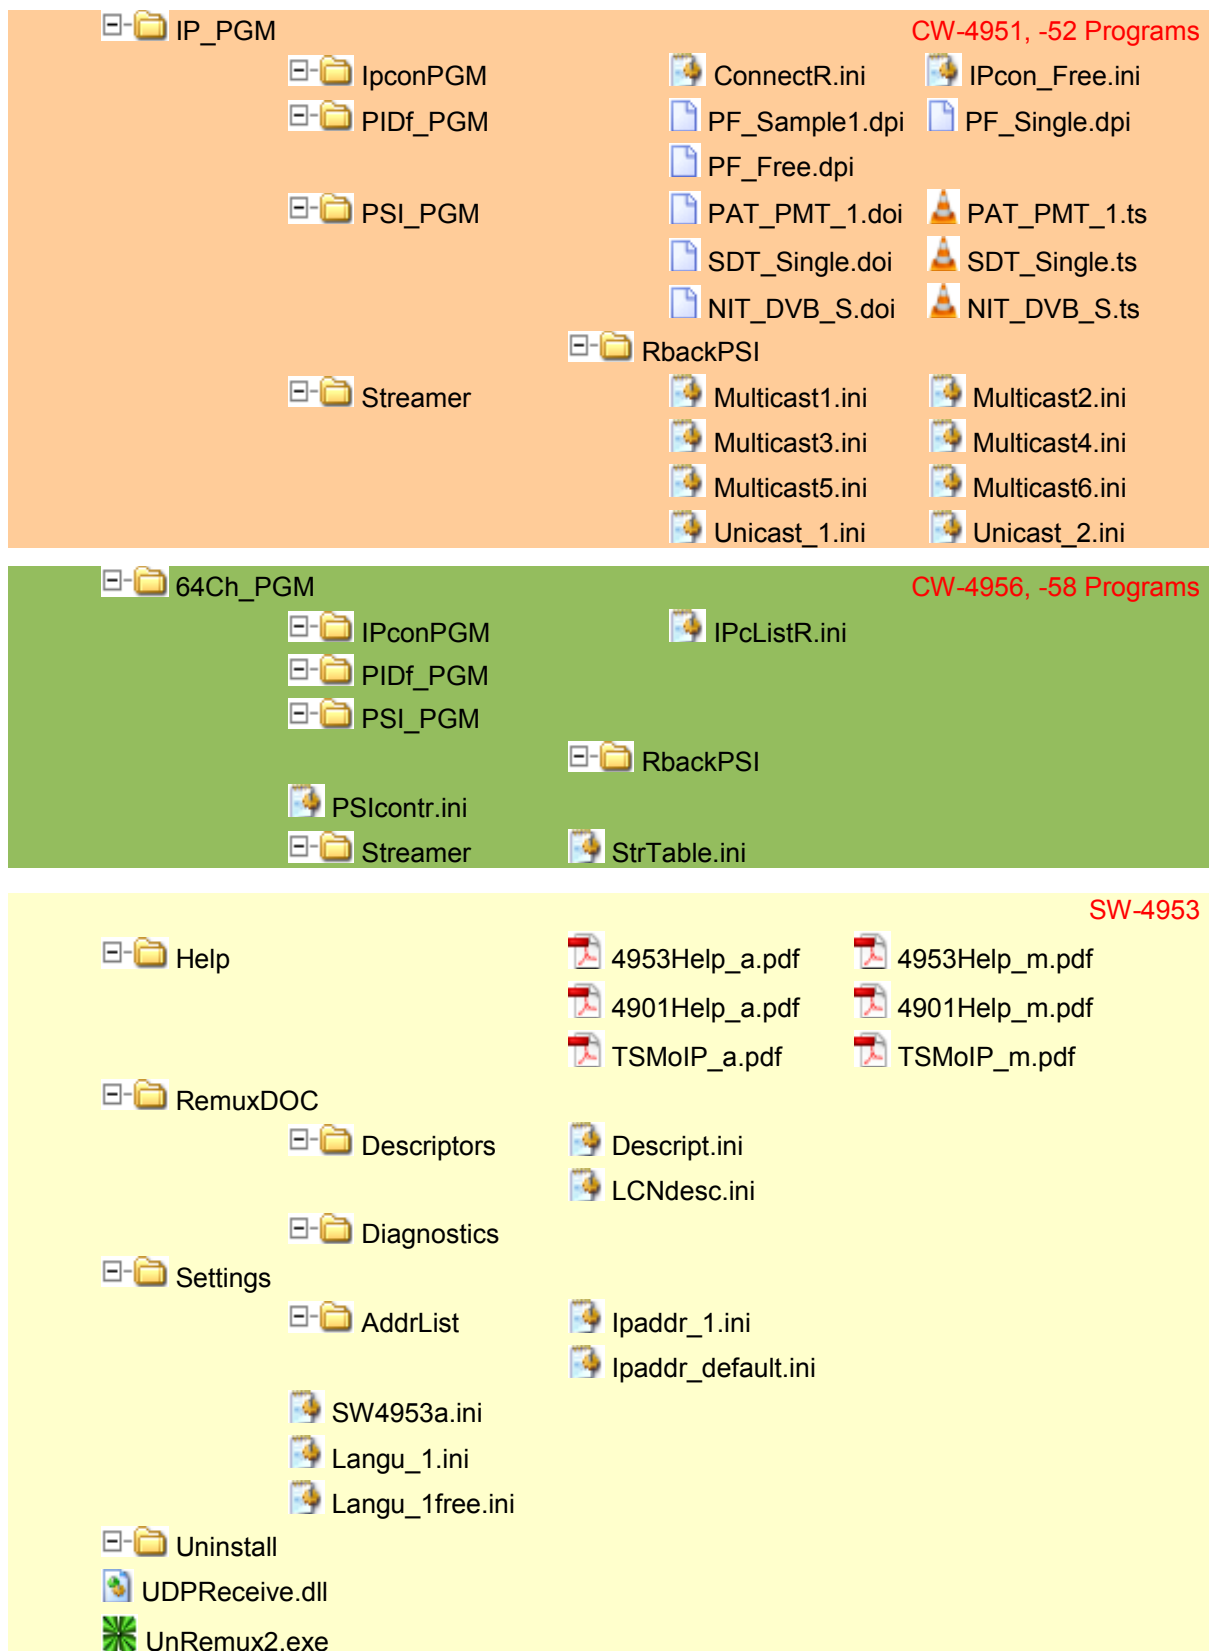 IP_PGM CW-4951, -52 Programs
IpconPGM ConnectR.ini IPcon_Free.ini
PIDf_PGM PF_Sample1.dpi PF_Single.dpi
PF_Free.dpi
PSI_PGM PAT_PMT_1.doi PAT_PMT_1.ts
SDT_Single.doi SDT_Single.ts
NIT_DVB_S.doi NIT_DVB_S.ts
RbackPSI
Streamer Multicast1.ini Multicast2.ini
Multicast3.ini Multicast4.ini
Multicast5.ini Multicast6.ini
Unicast_1.ini Unicast_2.ini
64Ch_PGM CW-4956, -58 Programs
IPconPGM IPcListR.ini
PIDf_PGM
PSI_PGM
RbackPSI
PSIcontr.ini
Streamer StrTable.ini
SW-4953
Help 4953Help_a.pdf 4953Help_m.pdf
4901Help_a.pdf 4901Help_m.pdf
TSMoIP_a.pdf TSMoIP_m.pdf
RemuxDOC
Descriptors Descript.ini
LCNdesc.ini
Diagnostics
Settings
AddrList Ipaddr_1.ini
Ipaddr_default.ini
SW4953a.ini
Langu_1.ini
Langu_1free.ini
Uninstall
UDPReceive.dll
UnRemux2.exe